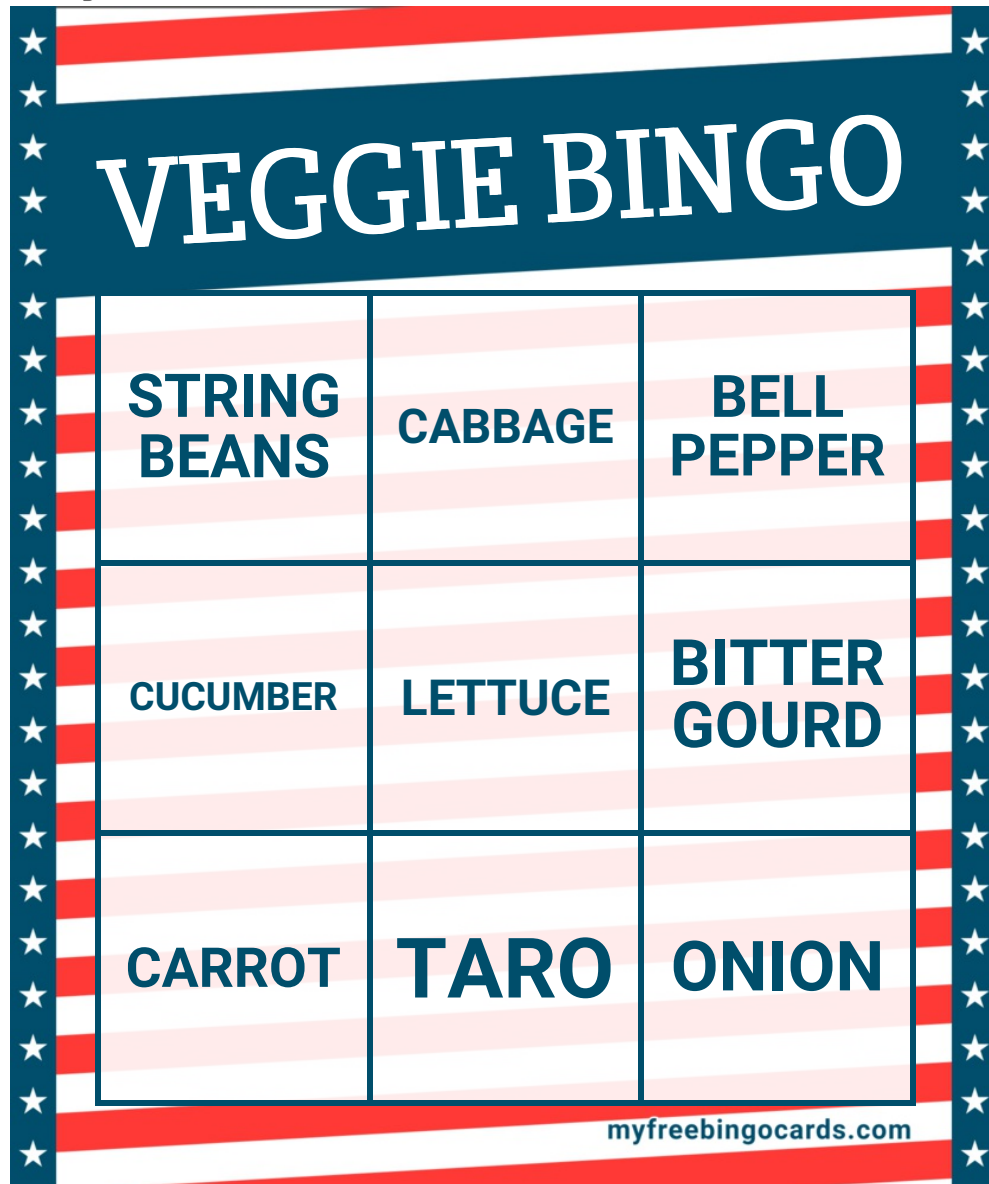 VEGGIE BINGO
STRING
BEANS
CABBAGE
BELL
PEPPER
CUCUMBER
LETTUCE
BITTER
GOURD
CARROT
TARO
ONION
myfreebingocards.com